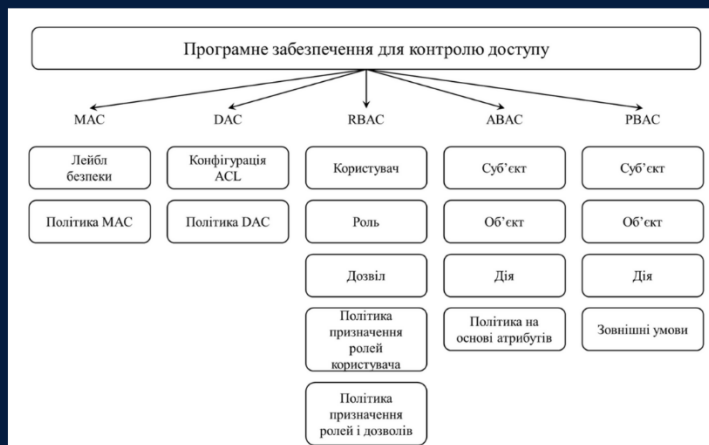 Програмне забезпечення для контролю доступу
MAC
DAC
RBAC
ABAC
PBAC
Лейбл
безпеки
Політика MAC
Конфігурація
ACL
Політика DAC
Користувач
Роль
Дозвіл
Політика
призначення
ролей
користувача
Політика
призначення
ролей і дозволів
Суб’єкт
Об’єкт
Дія
Політика на
основі атрибутів
Суб’єкт
Об’єкт
Дія
Зовнішні умови